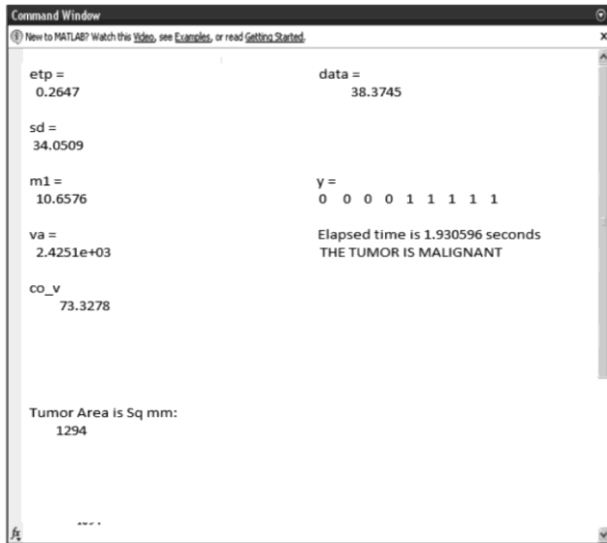 Command Window
New to MATLAB? Watch this Video, see Examples, or read Getting Started.
etp =
0.2647
sd =
34.0509
m1 =
10.6576
va =
2.4251e+03
co_v
73.3278
Tumor Area is Sq mm:
1294
data =
38.3745
y =
0 0 0 0 1 1 1 1 1
Elapsed time is 1.930596 seconds
THE TUMOR IS MALIGNANT
fx